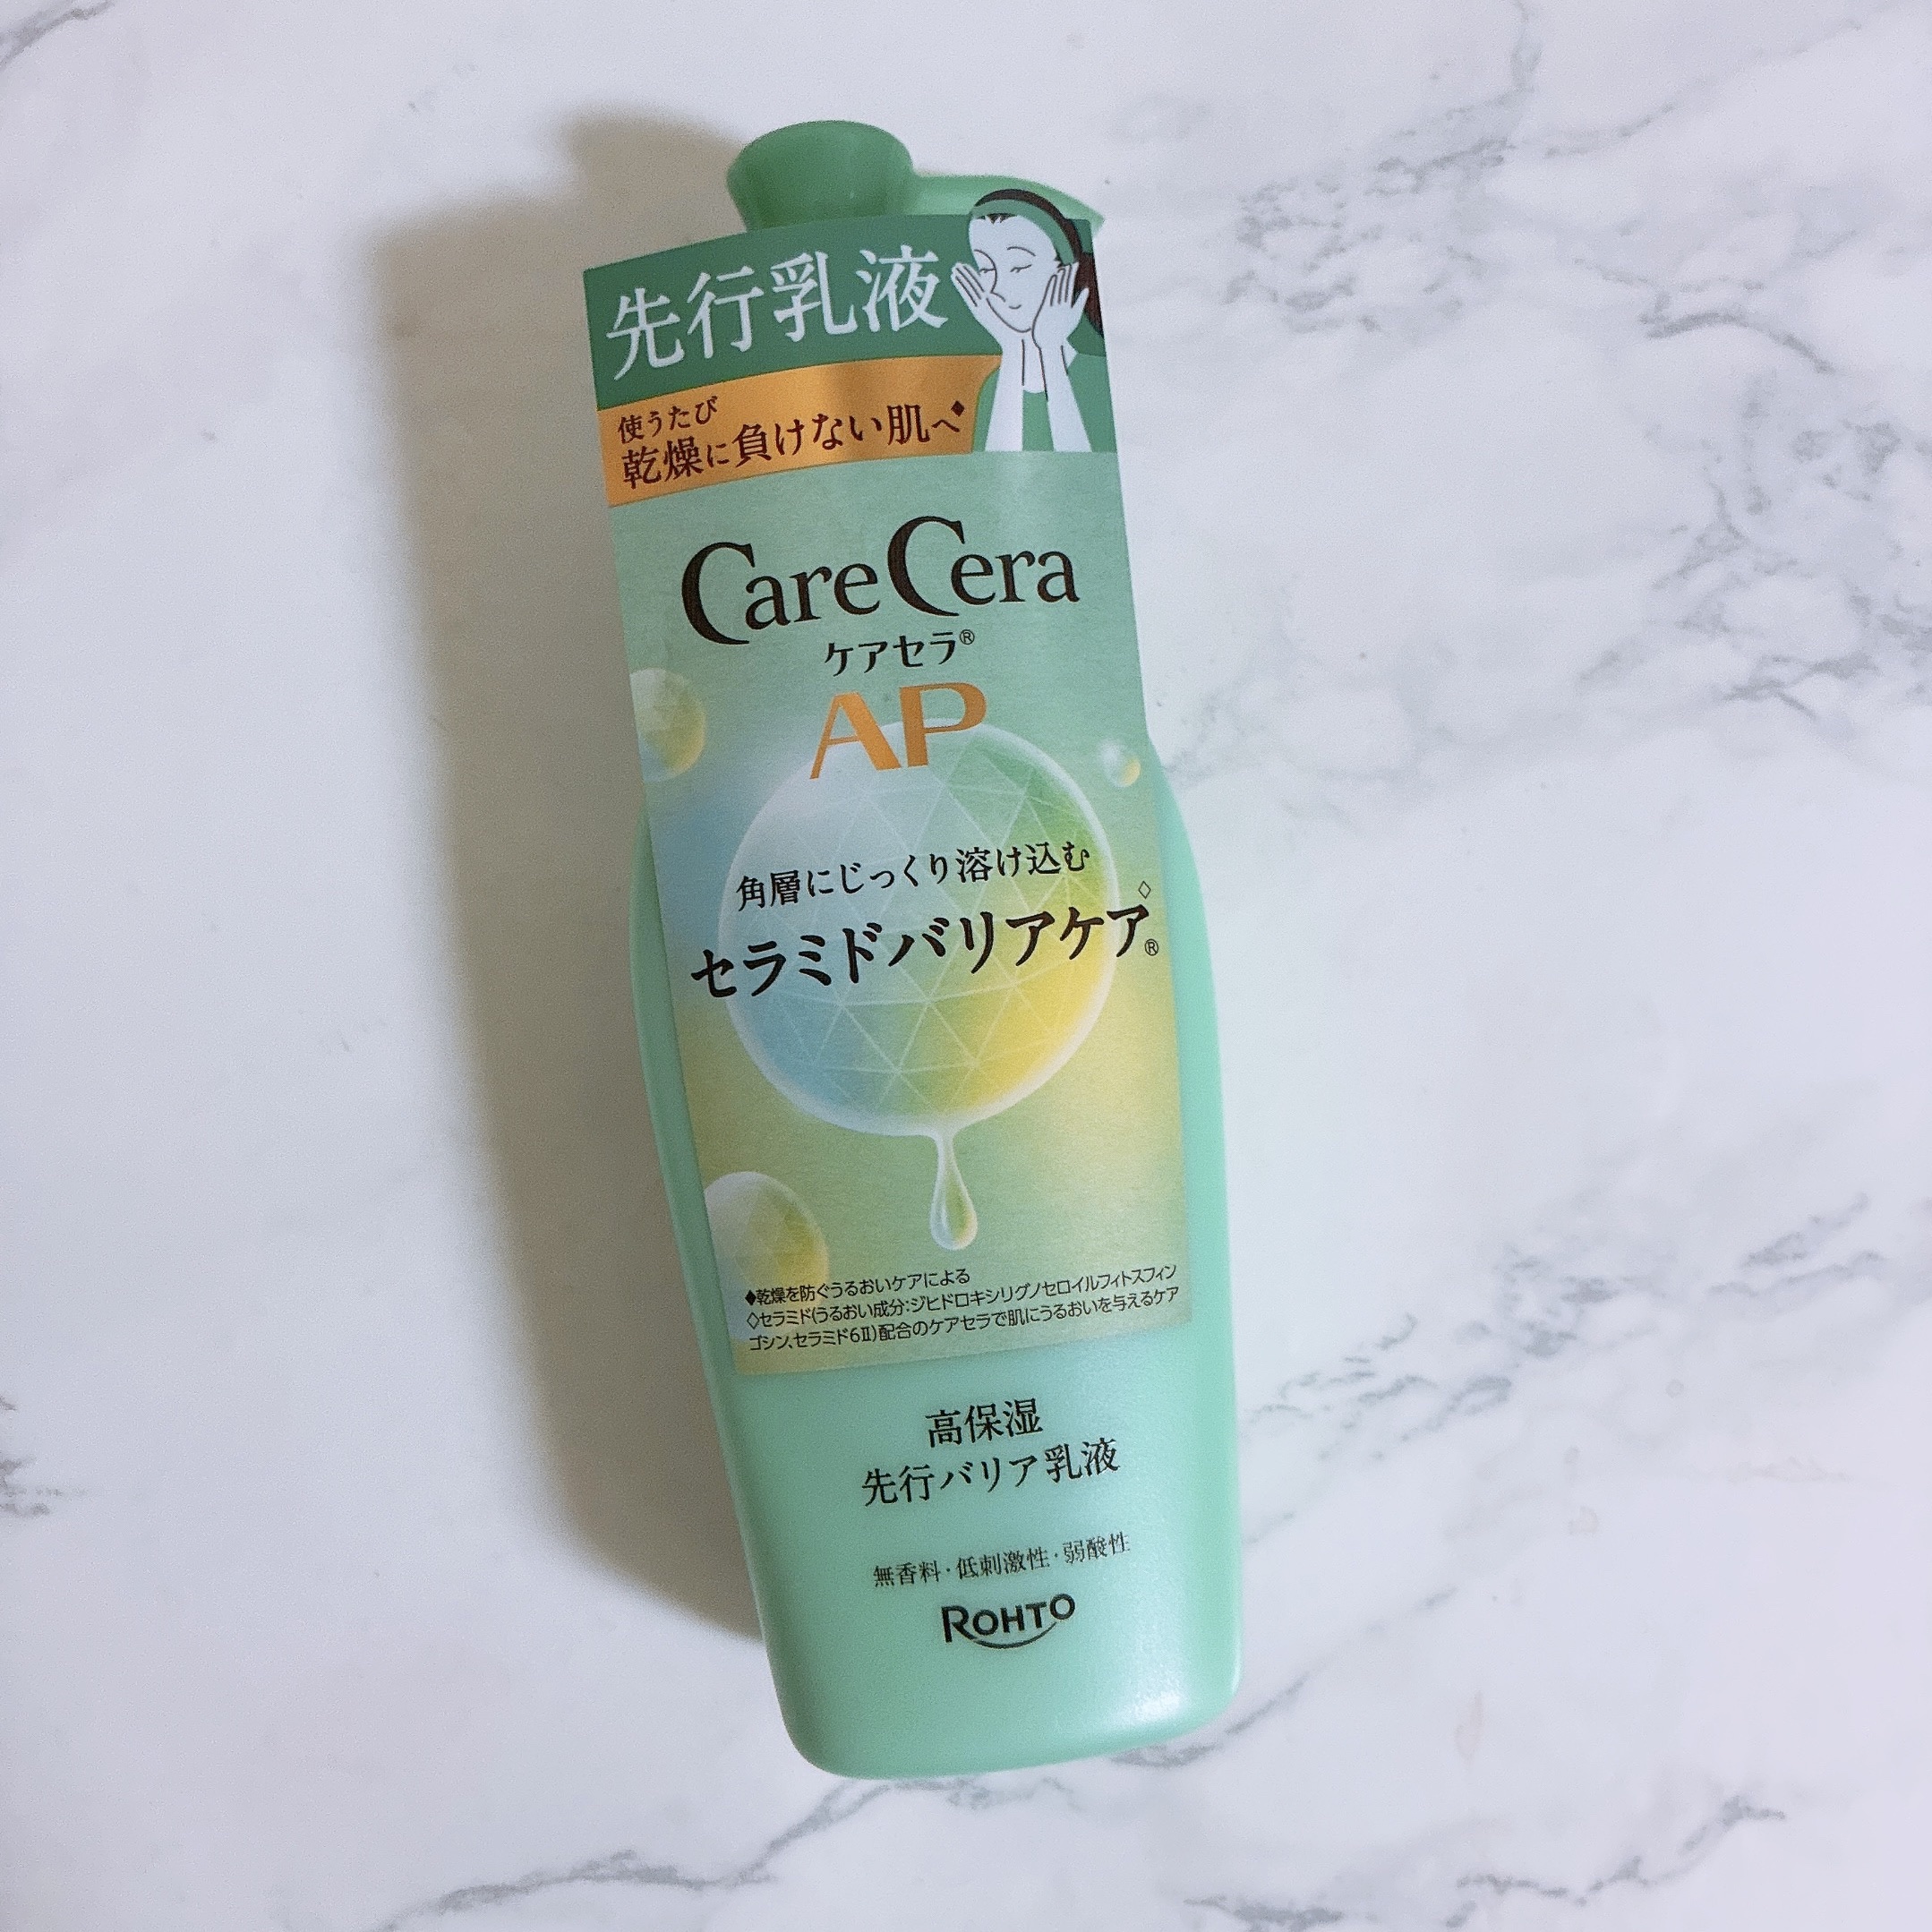 先行乳液
使うたび
乾燥に負けない肌へ◆
CareCera
ケアセラ®
AP
角層にじっくり溶け込む
セラミドバリアケア◇®
◆乾燥を防ぐうるおいケアによる
◇セラミド(うるおい成分:ジヒドロキシリグノセロイルフィトスフィン
ゴシン、セラミド6Ⅱ)配合のケアセラで肌にうるおいを与えるケア
高保湿
先行バリア乳液
無香料・低刺激性・弱酸性
ROHTO